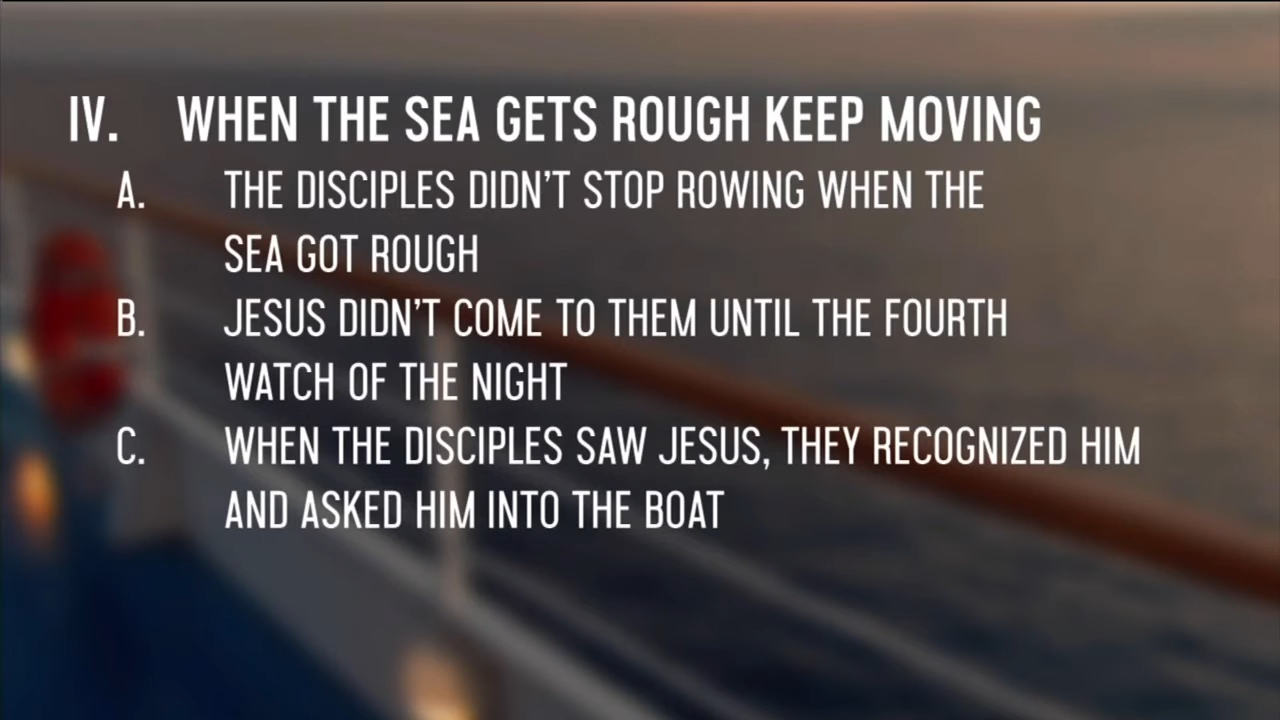 IV. WHEN THE SEA GETS ROUGH KEEP MOVING
A. THE DISCIPLES DIDN'T STOP ROWING WHEN THE
SEA GOT ROUGH
B. JESUS DIDN'T COME TO THEM UNTIL THE FOURTH
WATCH OF THE NIGHT
C. WHEN THE DISCIPLES SAW JESUS, THEY RECOGNIZED HIM
AND ASKED HIM INTO THE BOAT